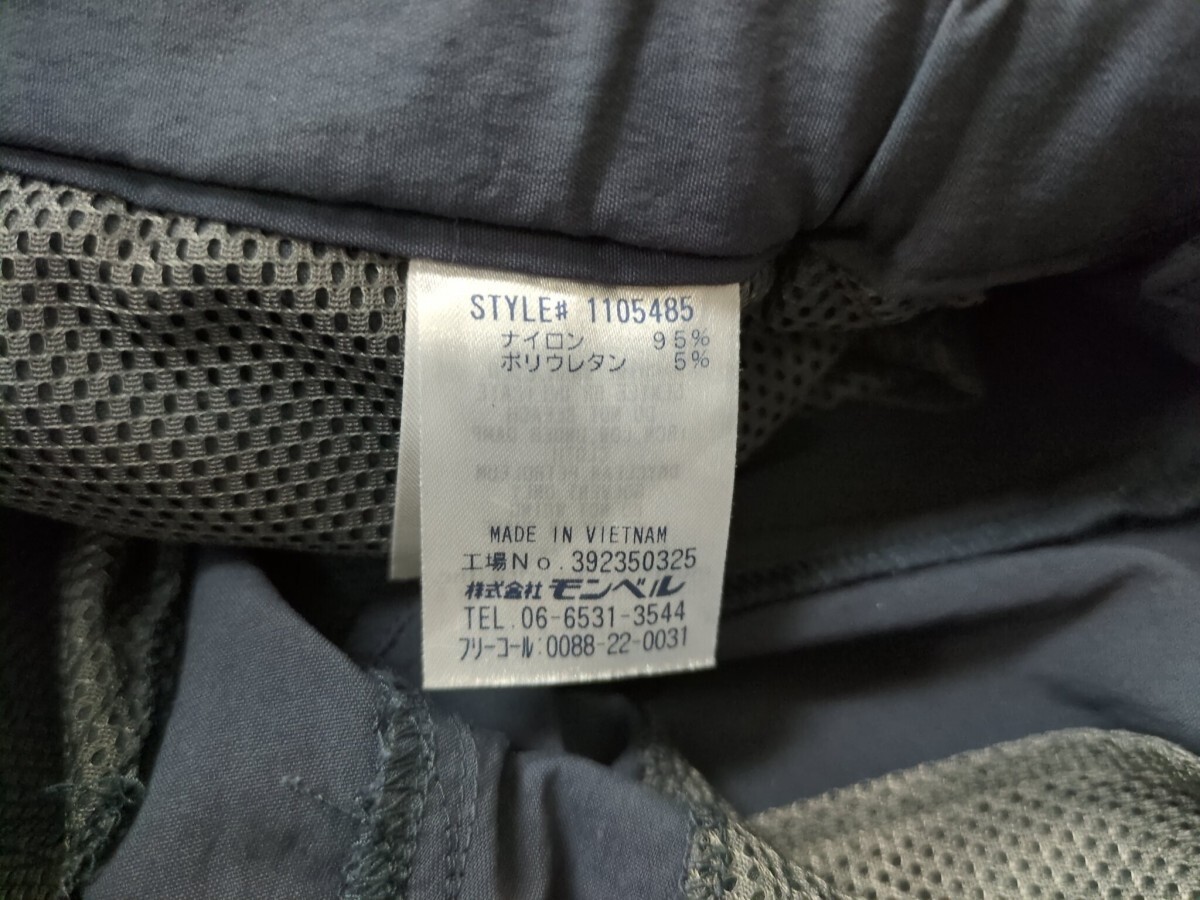 STYLE# 1105485
ナイロン 95%
ポリウレタン 5%
MADE IN VIETNAM
工場No.392350325
株式会社 モンベル
TEL.06-6531-3544
フリーコール:0088-22-0031